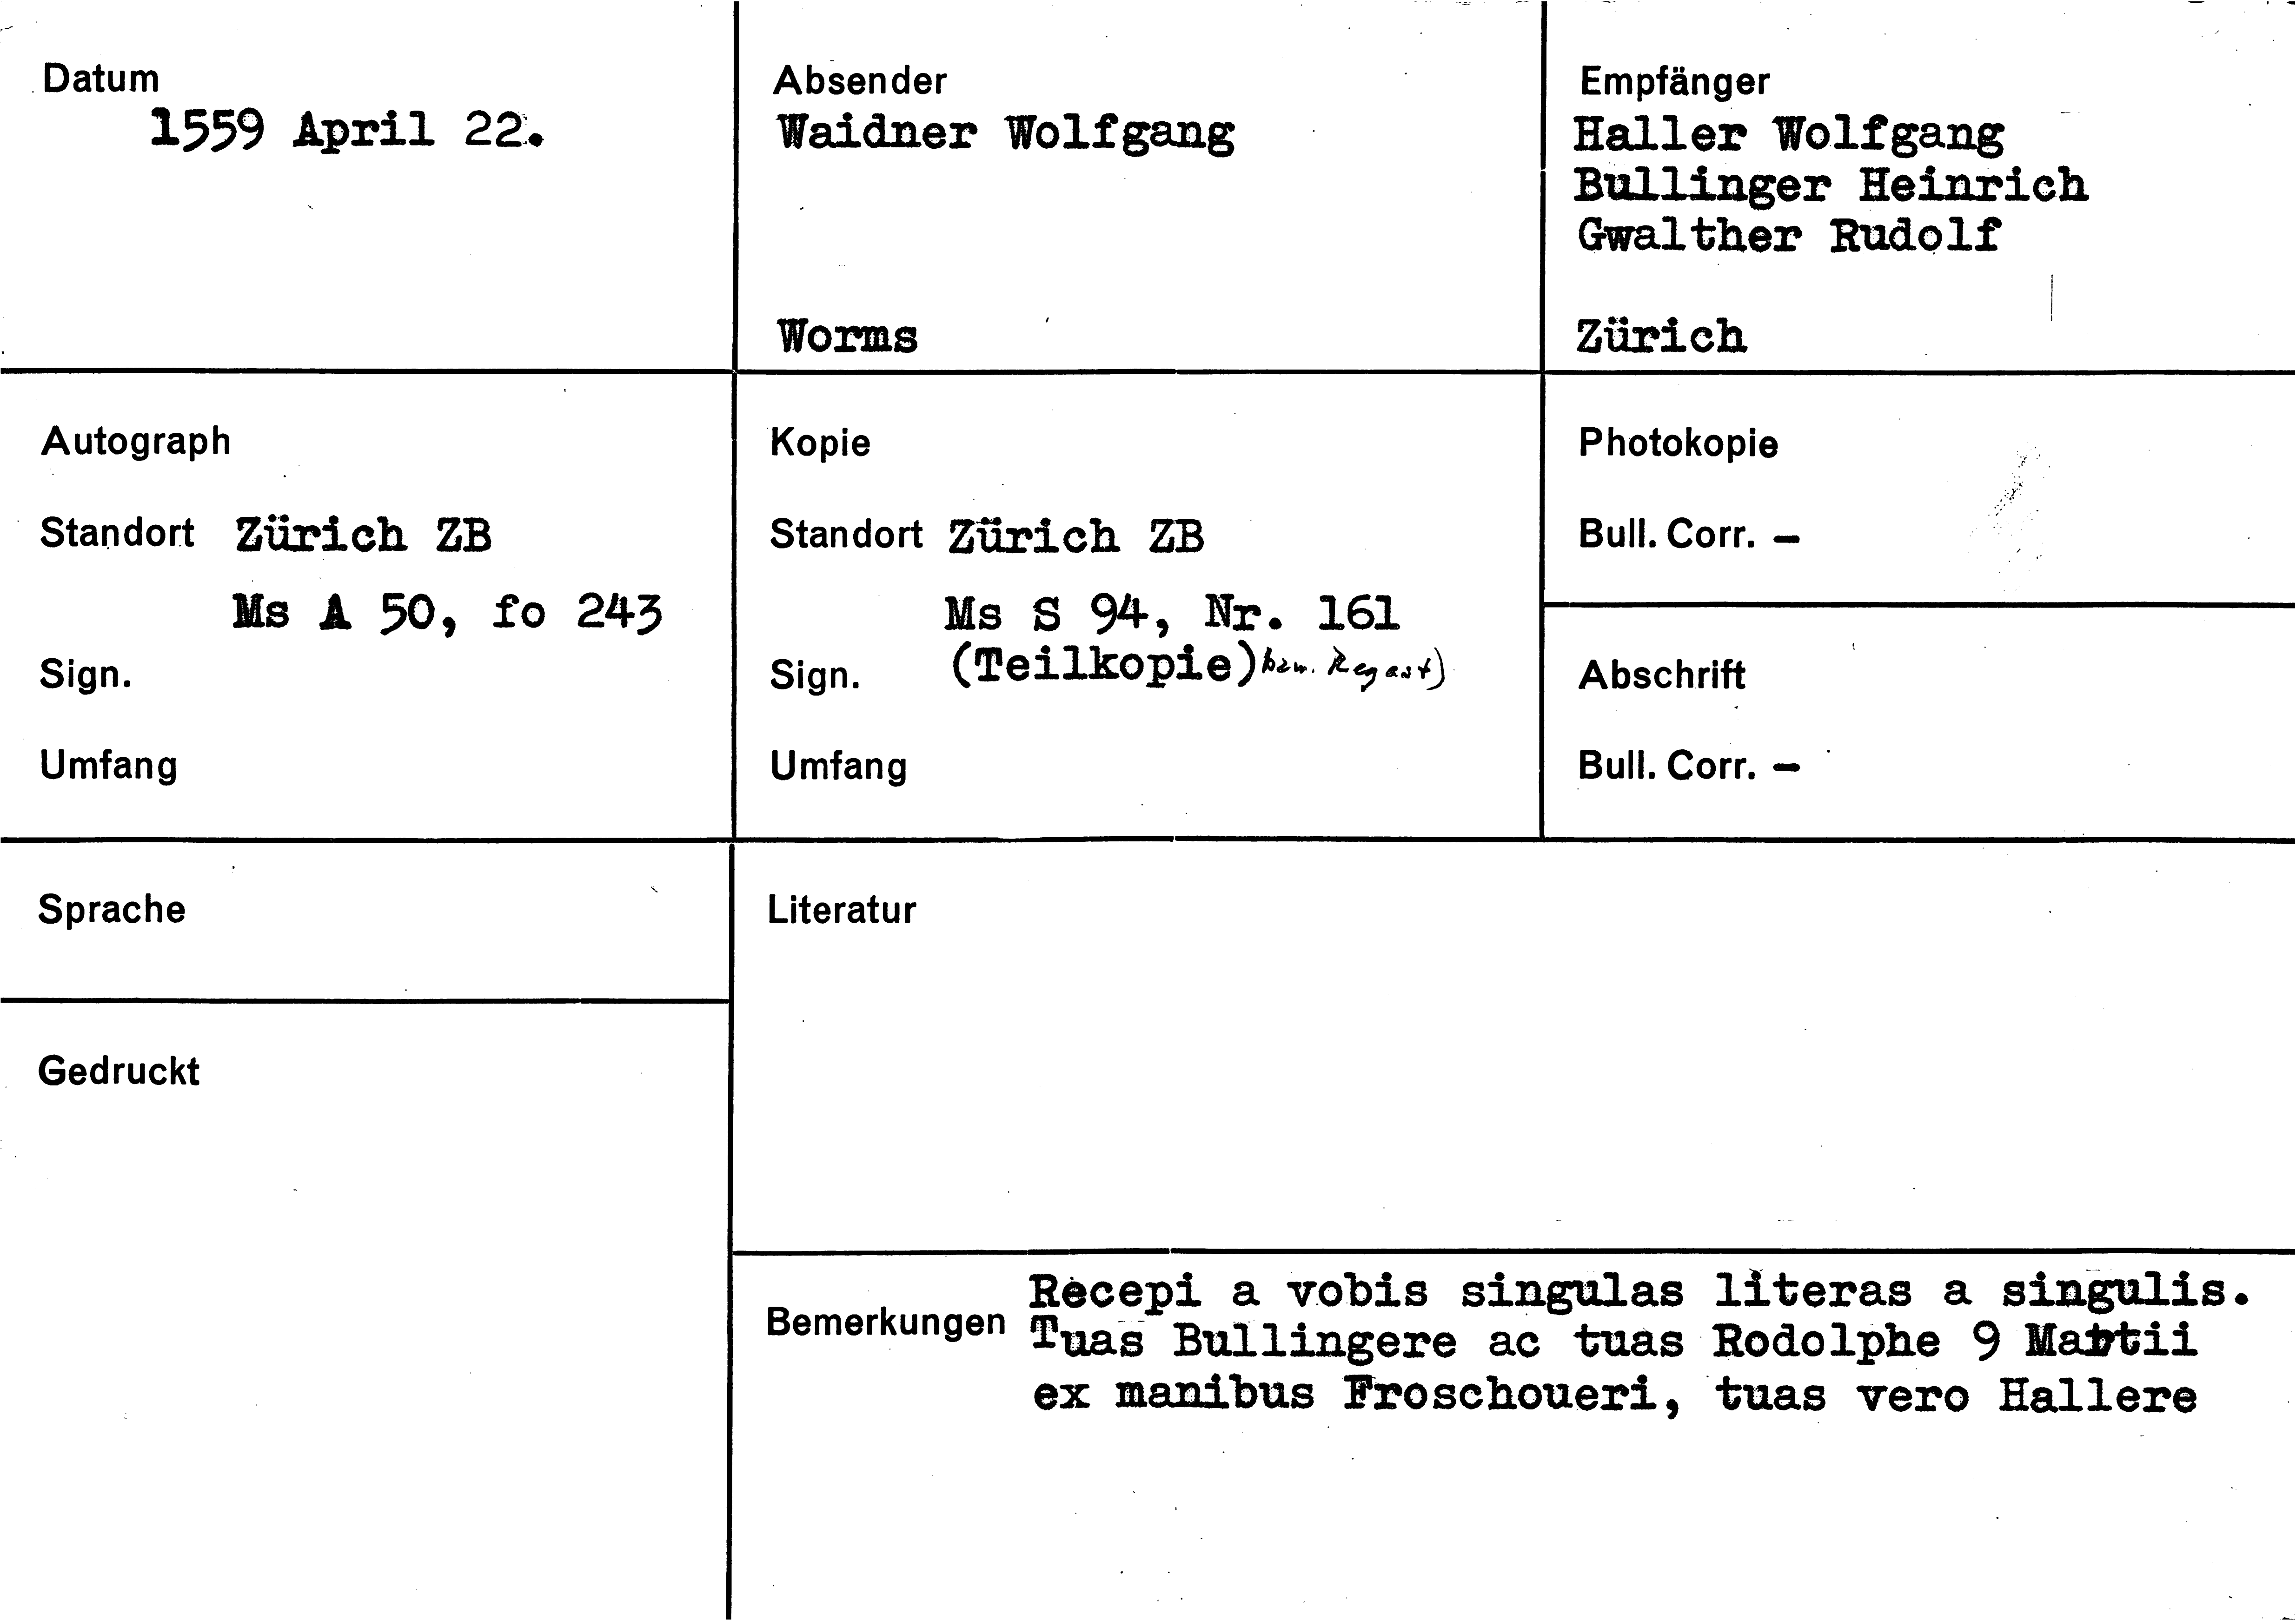 Datum
1559 April 22.
Absender
Waidner Wolfgang
Worms
Empfänger
Haller Wolfgang
Bullinger Heinrich
Gwalther Rudolf
Zürich
Autograph
Standort Zürich ZB
Ms A 50, fo 243
Sign.
Umfang
Kopie
Standort Zürich ZB
Ms S 94, Nr. 161
Sign. (Teilkopie) bzw. Regest)
Umfang
Photokopie
Bull. Corr. –
Abschrift
Bull. Corr. –
Sprache
Gedruckt
Literatur
Bemerkungen
Recepi a vobis singulas literas a singulis.
Tuas Bullingere ac tuas Rodolphe 9 Martii
ex manibus Froschoueri, tuas vero Hallere